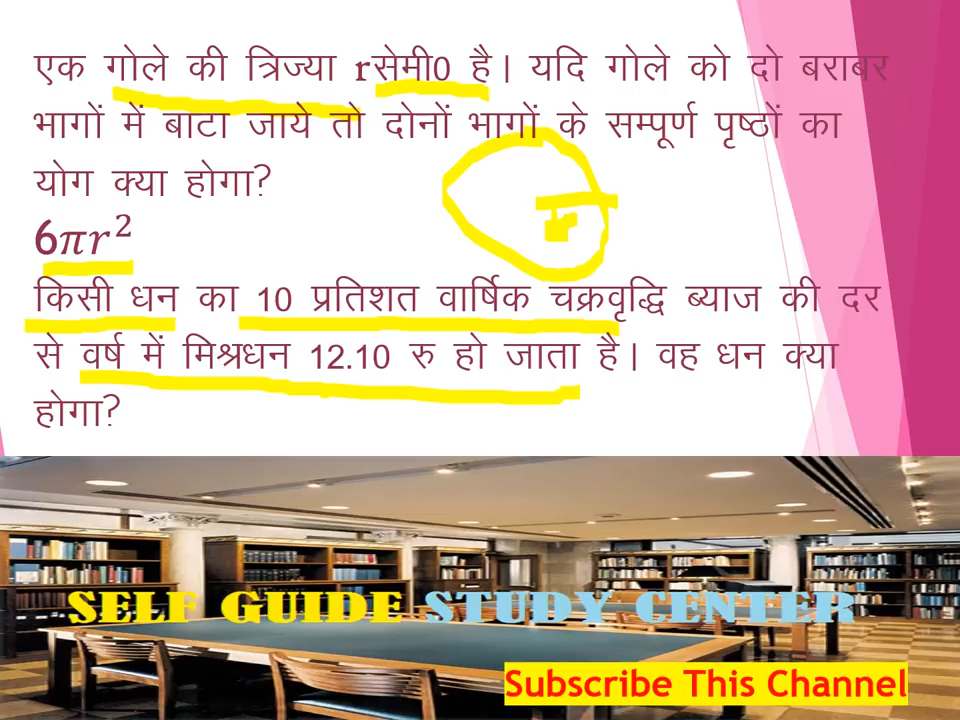 एक गोले की त्रिज्या rसेमी0 है। यदि गोले को दो बराबर
भागों में बाटा जाये तो दोनों भागों के सम्पूर्ण पृष्ठों का
योग क्या होगा?
6𝜋𝑟²
किसी धन का 10 प्रतिशत वार्षिक चक्रवृद्धि ब्याज की दर
से वर्ष में मिश्रधन 12.10 रु हो जाता है। वह धन क्या
होगा?
r
SELF GUIDE STUDY CENTER
Subscribe This Channel